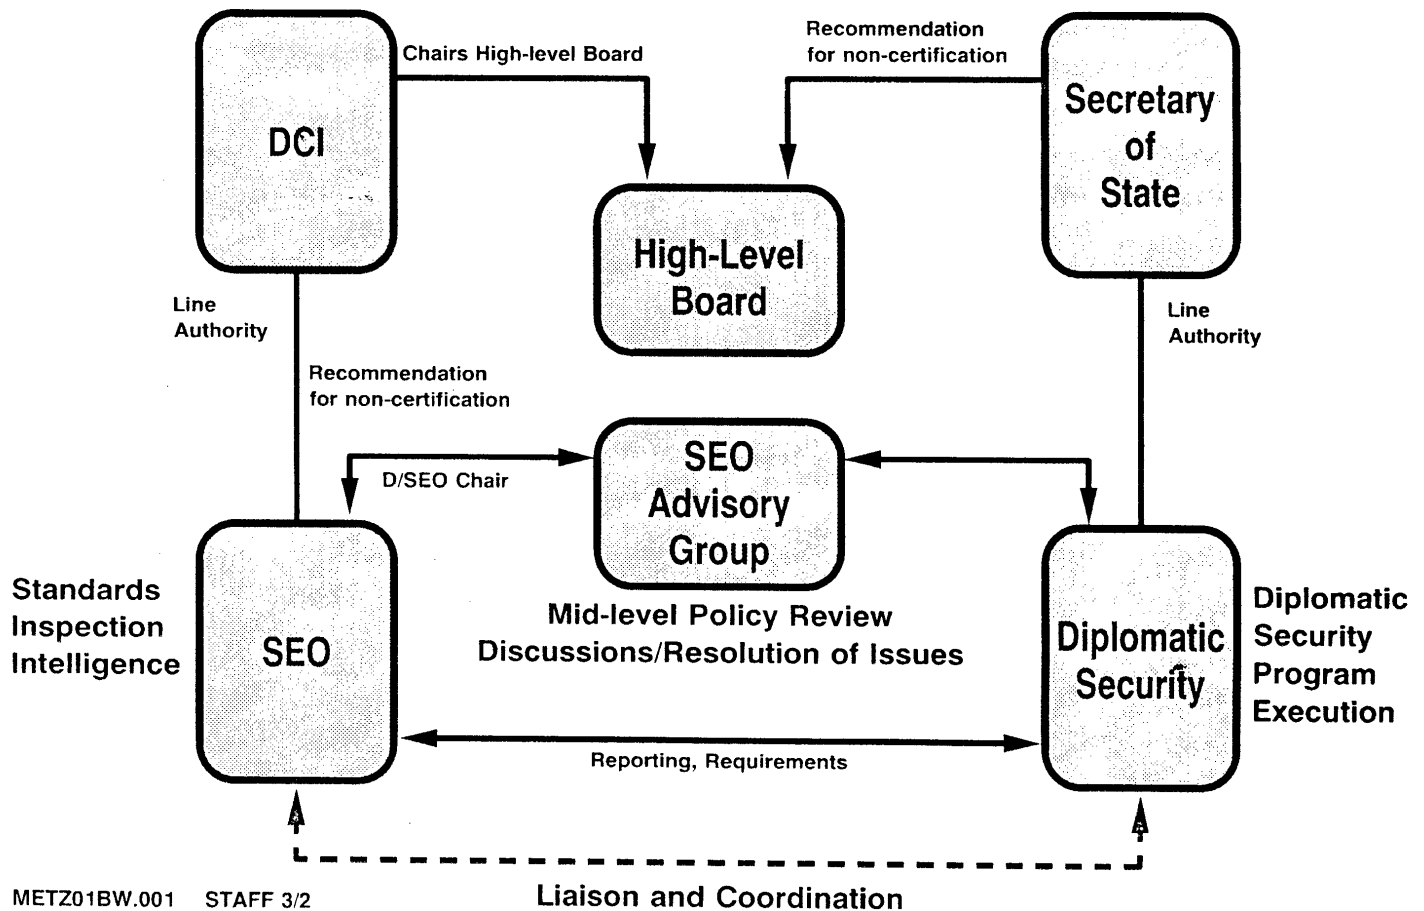 Chairs High-level Board
Recommendation
for non-certification
DCI
Secretary
of
State
High-Level
Board
Line
Authority
Line
Authority
Recommendation
for non-certification
SEO
Advisory
Group
D/SEO Chair
Standards
Inspection
Intelligence
SEO
Mid-level Policy Review
Discussions/Resolution of Issues
Diplomatic
Security
Diplomatic
Security
Program
Execution
Reporting, Requirements
Liaison and Coordination
METZ01BW.001 STAFF 3/2